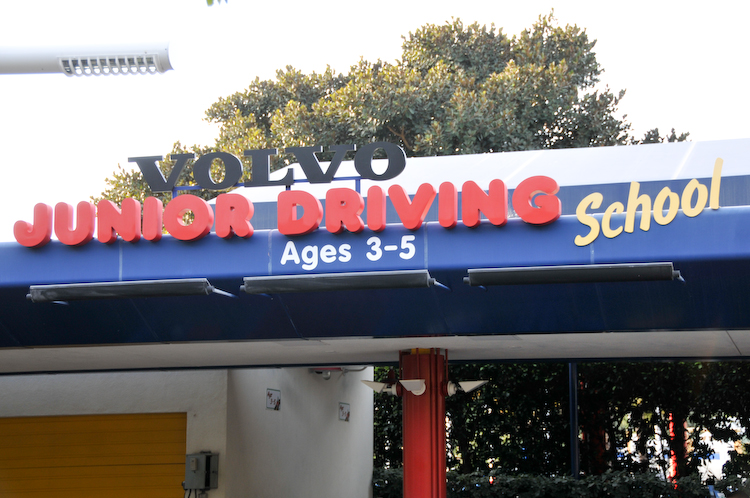 VOLVO
JUNIOR DRIVING School
Ages 3-5